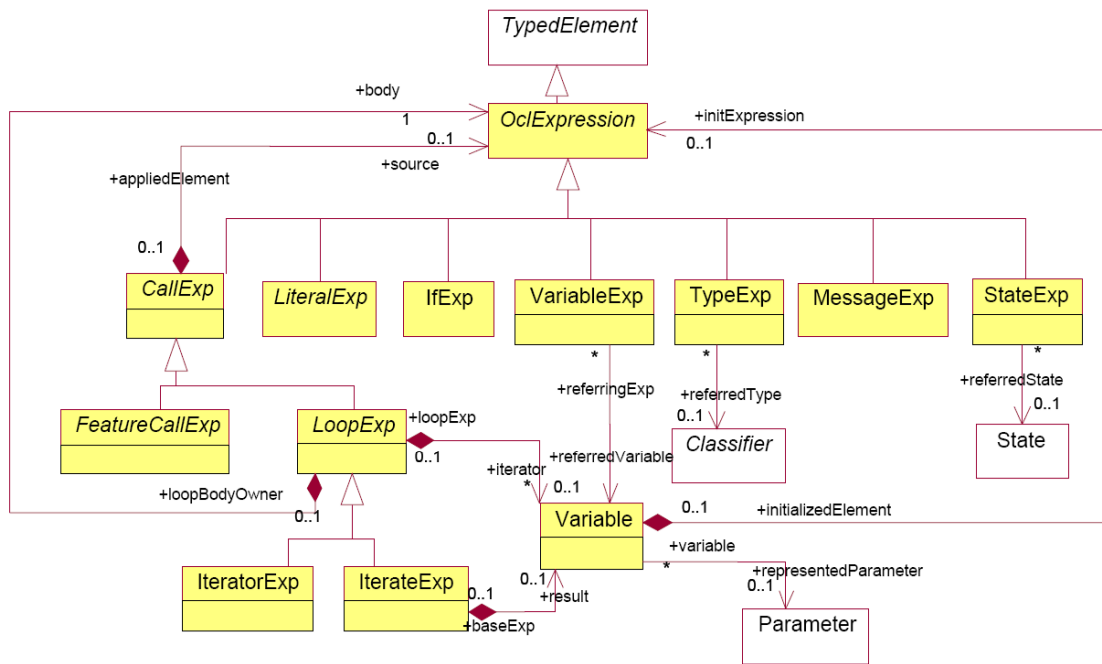 TypedElement
+body
1
OclExpression
+initExpression
0..1
0..1
+source
+appliedElement
0..1
CallExp
LiteralExp
IfExp
VariableExp
TypeExp
MessageExp
StateExp
*
*
*
+referringExp
+referredType
+referredState
0..1
0..1
FeatureCallExp
LoopExp
+loopExp
0..1
Classifier
State
+iterator
*
+referredVariable
0..1
+loopBodyOwner
0..1
Variable
0..1
+initializedElement
+variable
*
+representedParameter
0..1
IteratorExp
IterateExp
0..1
+baseExp
0..1
+result
Parameter